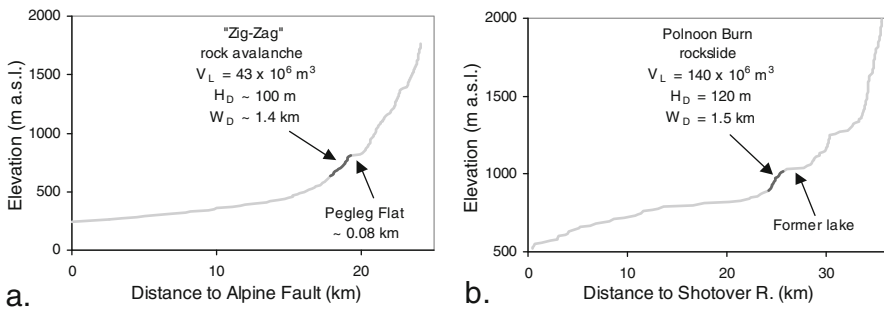 2000
1500
1000
500
0
Elevation (m a.s.l.)
"Zig-Zag"
rock avalanche
V_L = 43 x 10^6 m^3
H_D ~ 100 m
W_D ~ 1.4 km
Pegleg Flat
~ 0.08 km
0 10 20
Distance to Alpine Fault (km)
a.
2000
1500
1000
500
Elevation (m a.s.l.)
Polnoon Burn
rockslide
V_L = 140 x 10^6 m^3
H_D = 120 m
W_D = 1.5 km
Former lake
0 10 20 30
Distance to Shotover R. (km)
b.